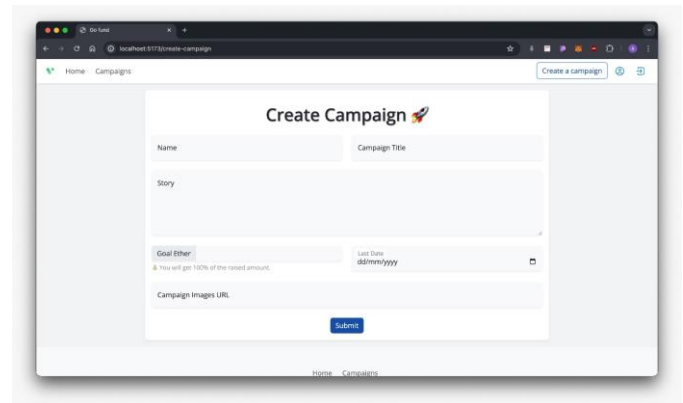 Go fund
localhost:5173/create-campaign
Home Campaigns Create a campaign
Create Campaign 🚀
Name Campaign Title
Story
Goal Ether Last Date
dd/mm/yyyy
You will get 100% of the raised amount.
Campaign Images URL
Submit
Home Campaigns